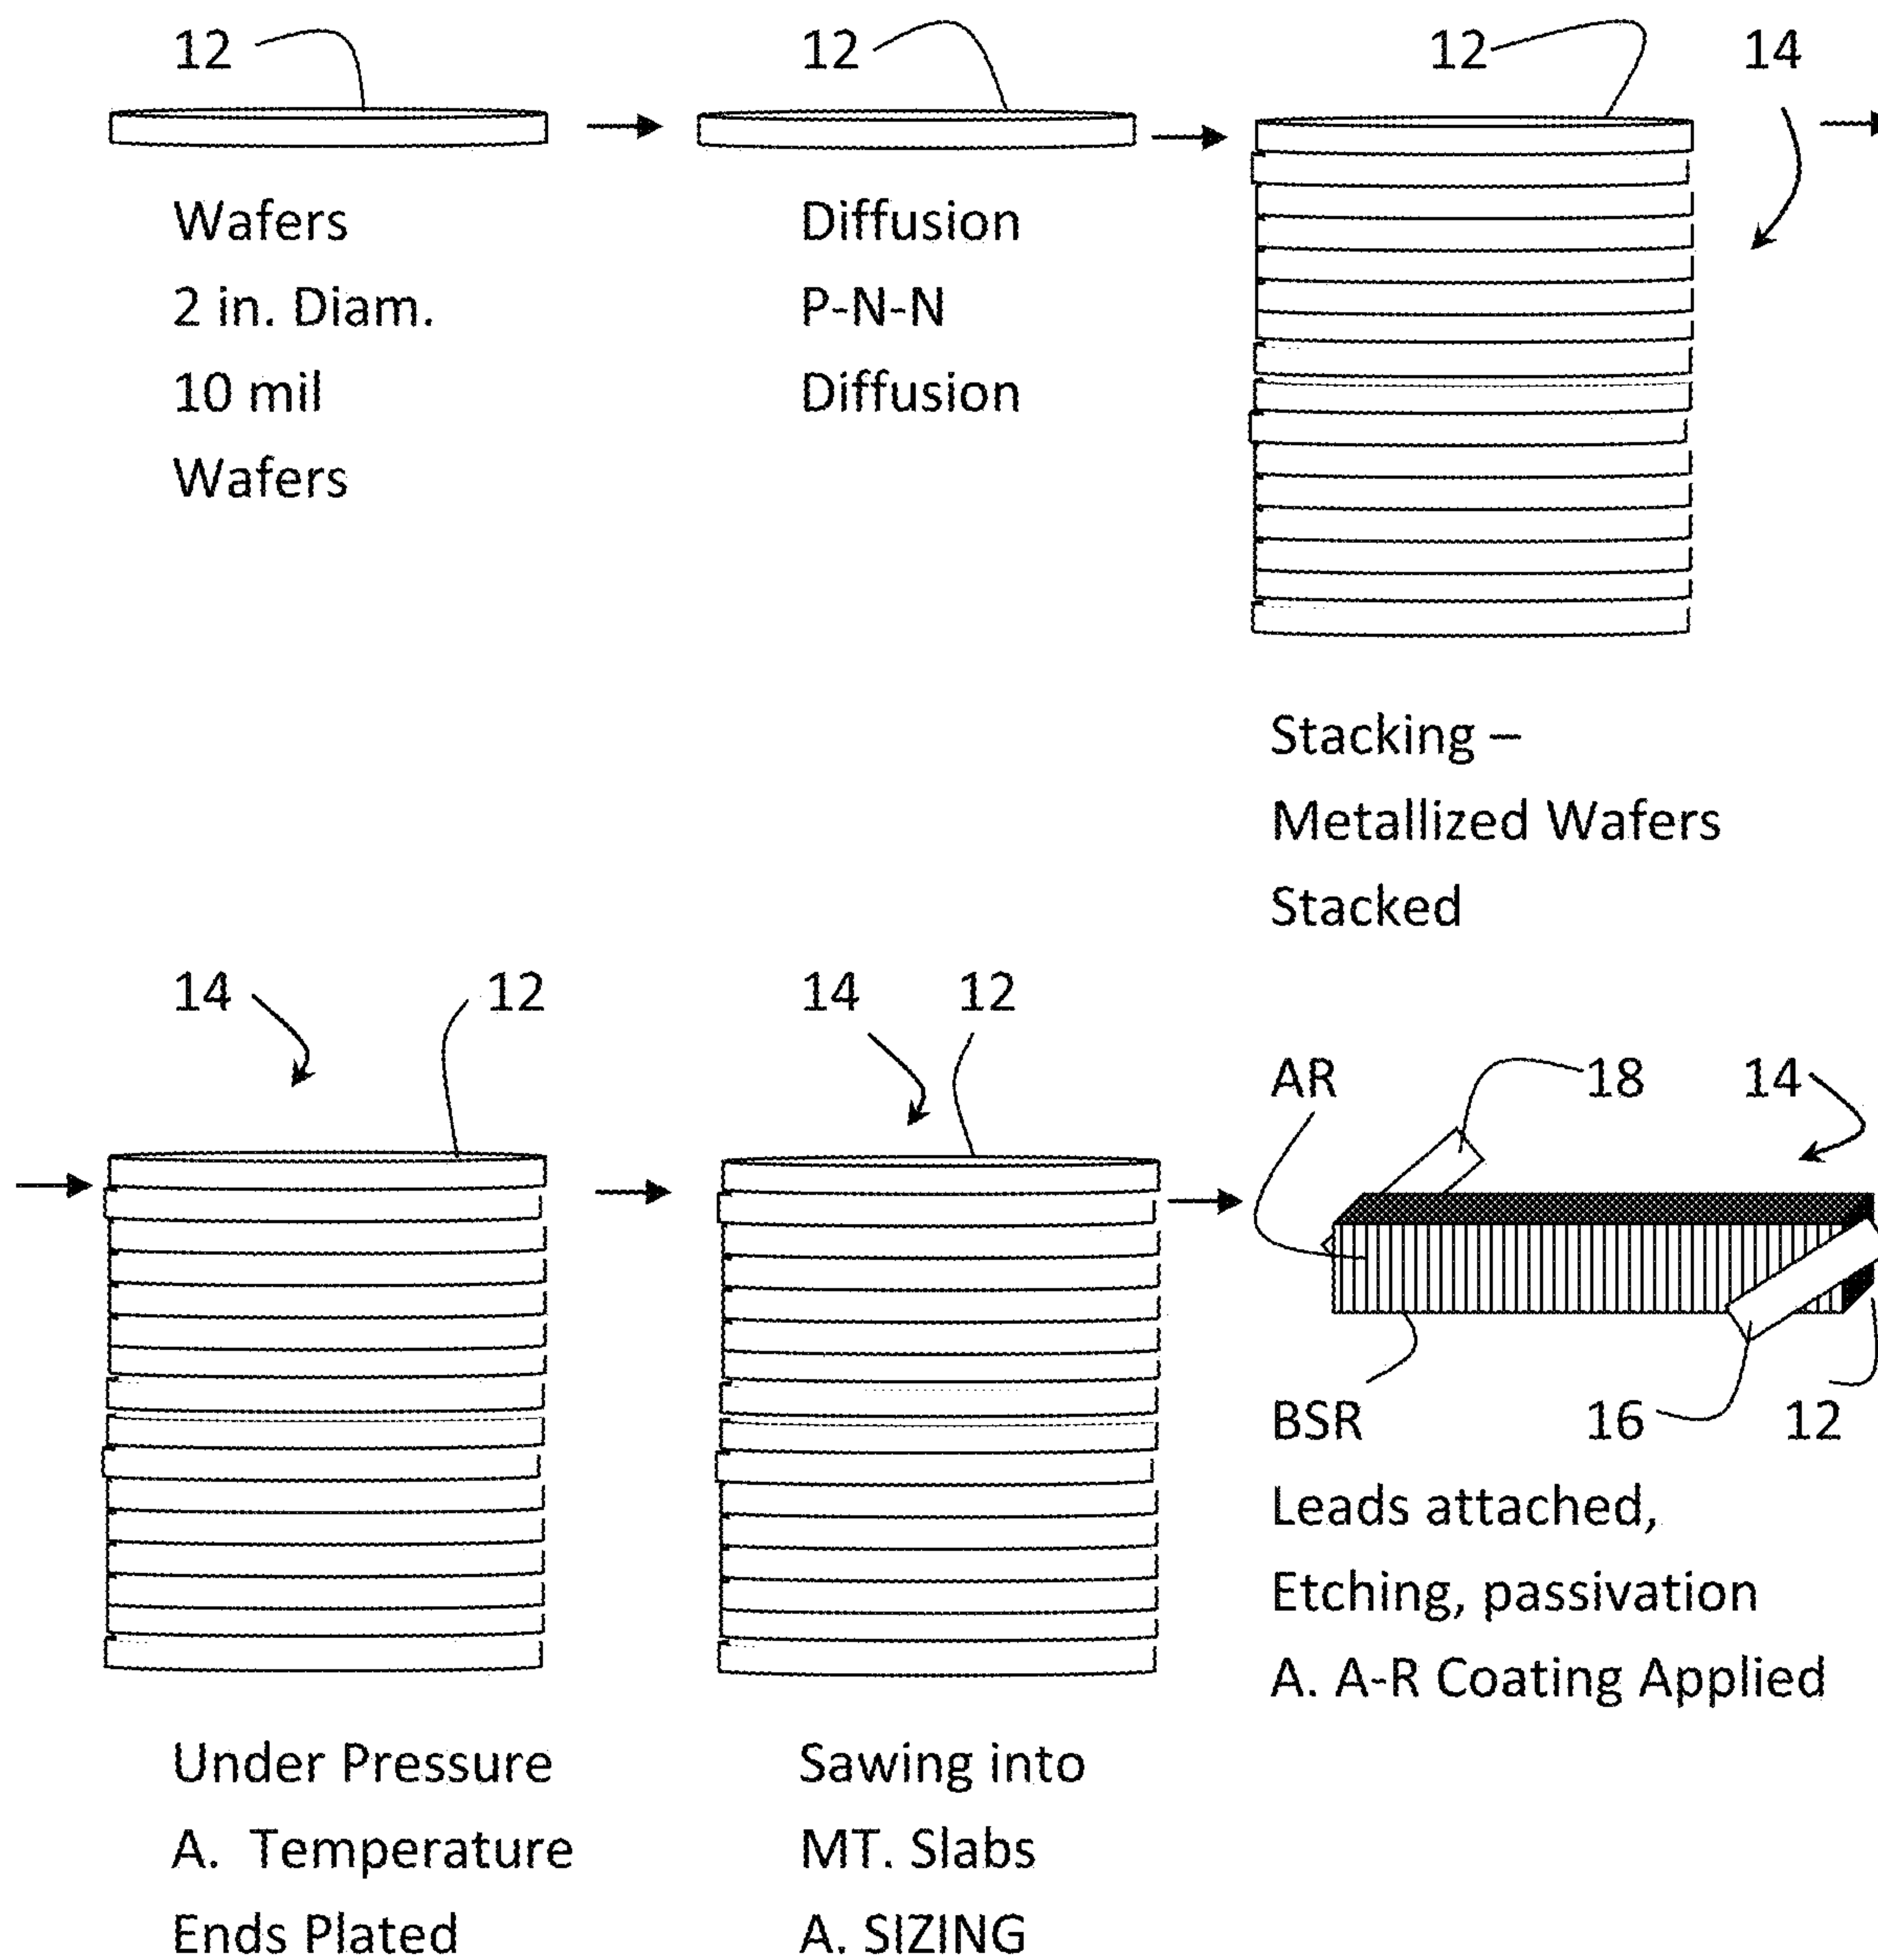 12
12
12
14
Wafers
2 in. Diam.
10 mil
Wafers
Diffusion
P-N-N
Diffusion
Stacking –
Metallized Wafers
Stacked
14
12
14
12
AR
18
14
BSR
16
12
Under Pressure
A. Temperature
Ends Plated
Sawing into
MT. Slabs
A. SIZING
Leads attached,
Etching, passivation
A. A-R Coating Applied